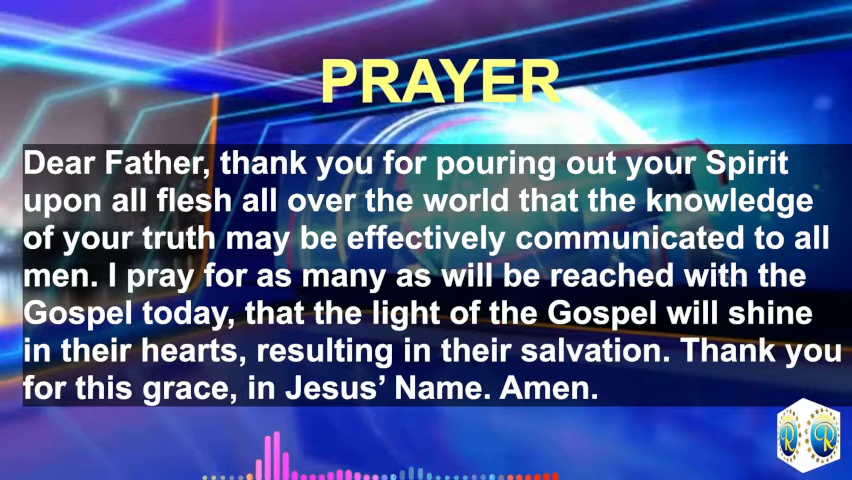 PRAYER
Dear Father, thank you for pouring out your Spirit
upon all flesh all over the world that the knowledge
of your truth may be effectively communicated to all
men. I pray for as many as will be reached with the
Gospel today, that the light of the Gospel will shine
in their hearts, resulting in their salvation. Thank you
for this grace, in Jesus’ Name. Amen.